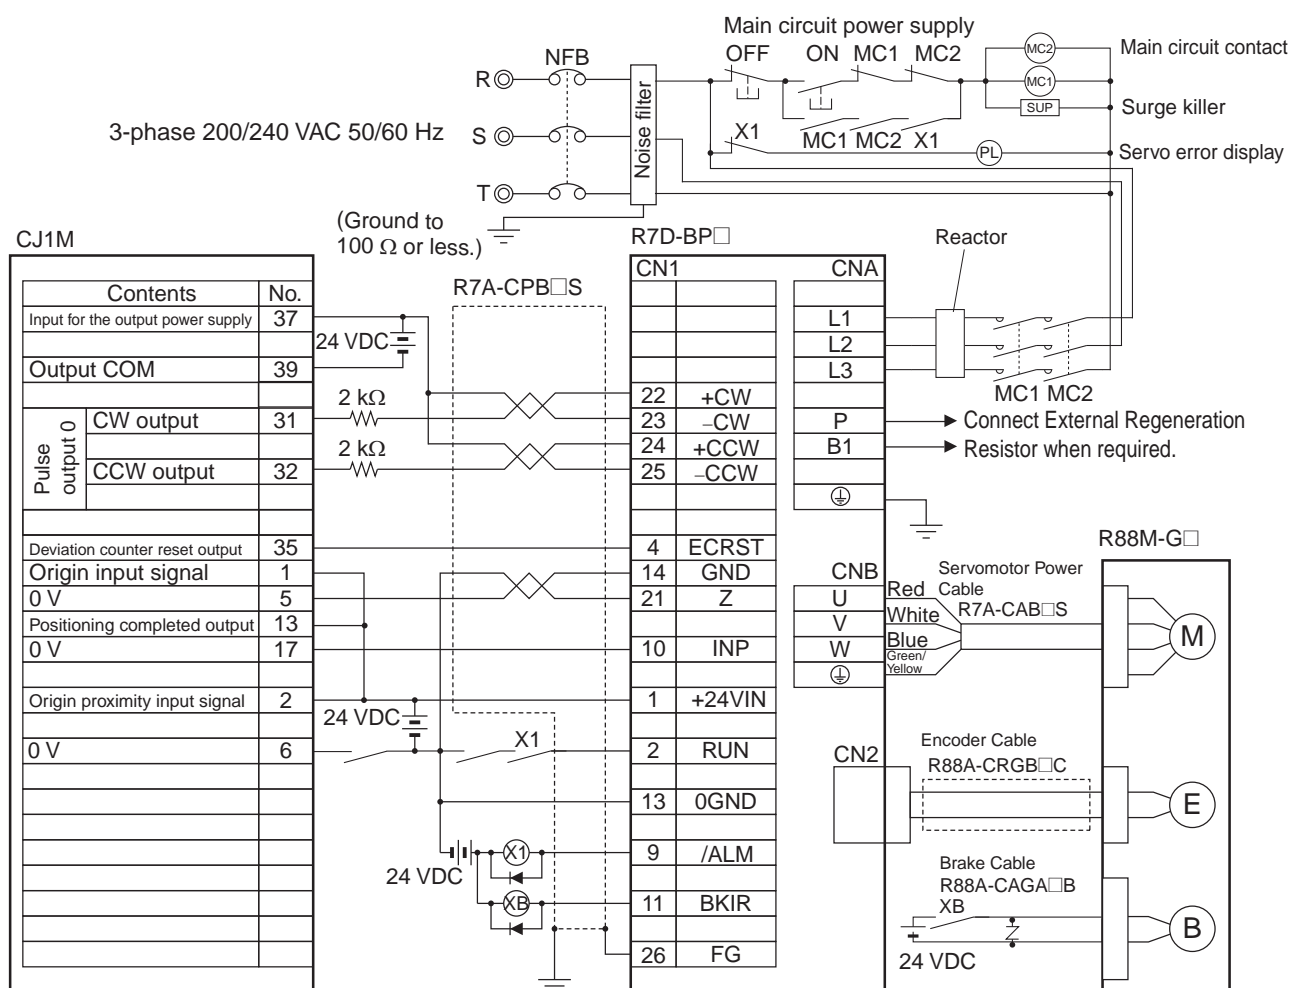 Main circuit power supply
OFF ON MC1 MC2
MC2 Main circuit contact
NFB
R
MC1
SUP Surge killer
Noise filter
3-phase 200/240 VAC 50/60 Hz
S
X1
MC1 MC2 X1
PL Servo error display
T
(Ground to
100 Ω or less.)
CJ1M
R7D-BP□
Reactor
R7A-CPB□S
CN1
CNA
Contents No.
Input for the output power supply 37
24 VDC
Output COM 39
Pulse output 0
CW output 31
2 kΩ
CCW output 32
2 kΩ
Deviation counter reset output 35
Origin input signal 1
0 V 5
Positioning completed output 13
0 V 17
Origin proximity input signal 2
24 VDC
0 V 6
X1
24 VDC
X1
XB
22 +CW
23 –CW
24 +CCW
25 –CCW
4 ECRST
14 GND
21 Z
10 INP
1 +24VIN
2 RUN
13 0GND
9 /ALM
11 BKIR
26 FG
L1
L2
L3
MC1 MC2
P Connect External Regeneration
B1 Resistor when required.
R88M-G□
CNB
U
V
W
Red
White
Blue
Green/
Yellow
Servomotor Power
Cable
R7A-CAB□S
M
CN2
Encoder Cable
R88A-CRGB□C
E
Brake Cable
R88A-CAGA□B
XB
24 VDC
B